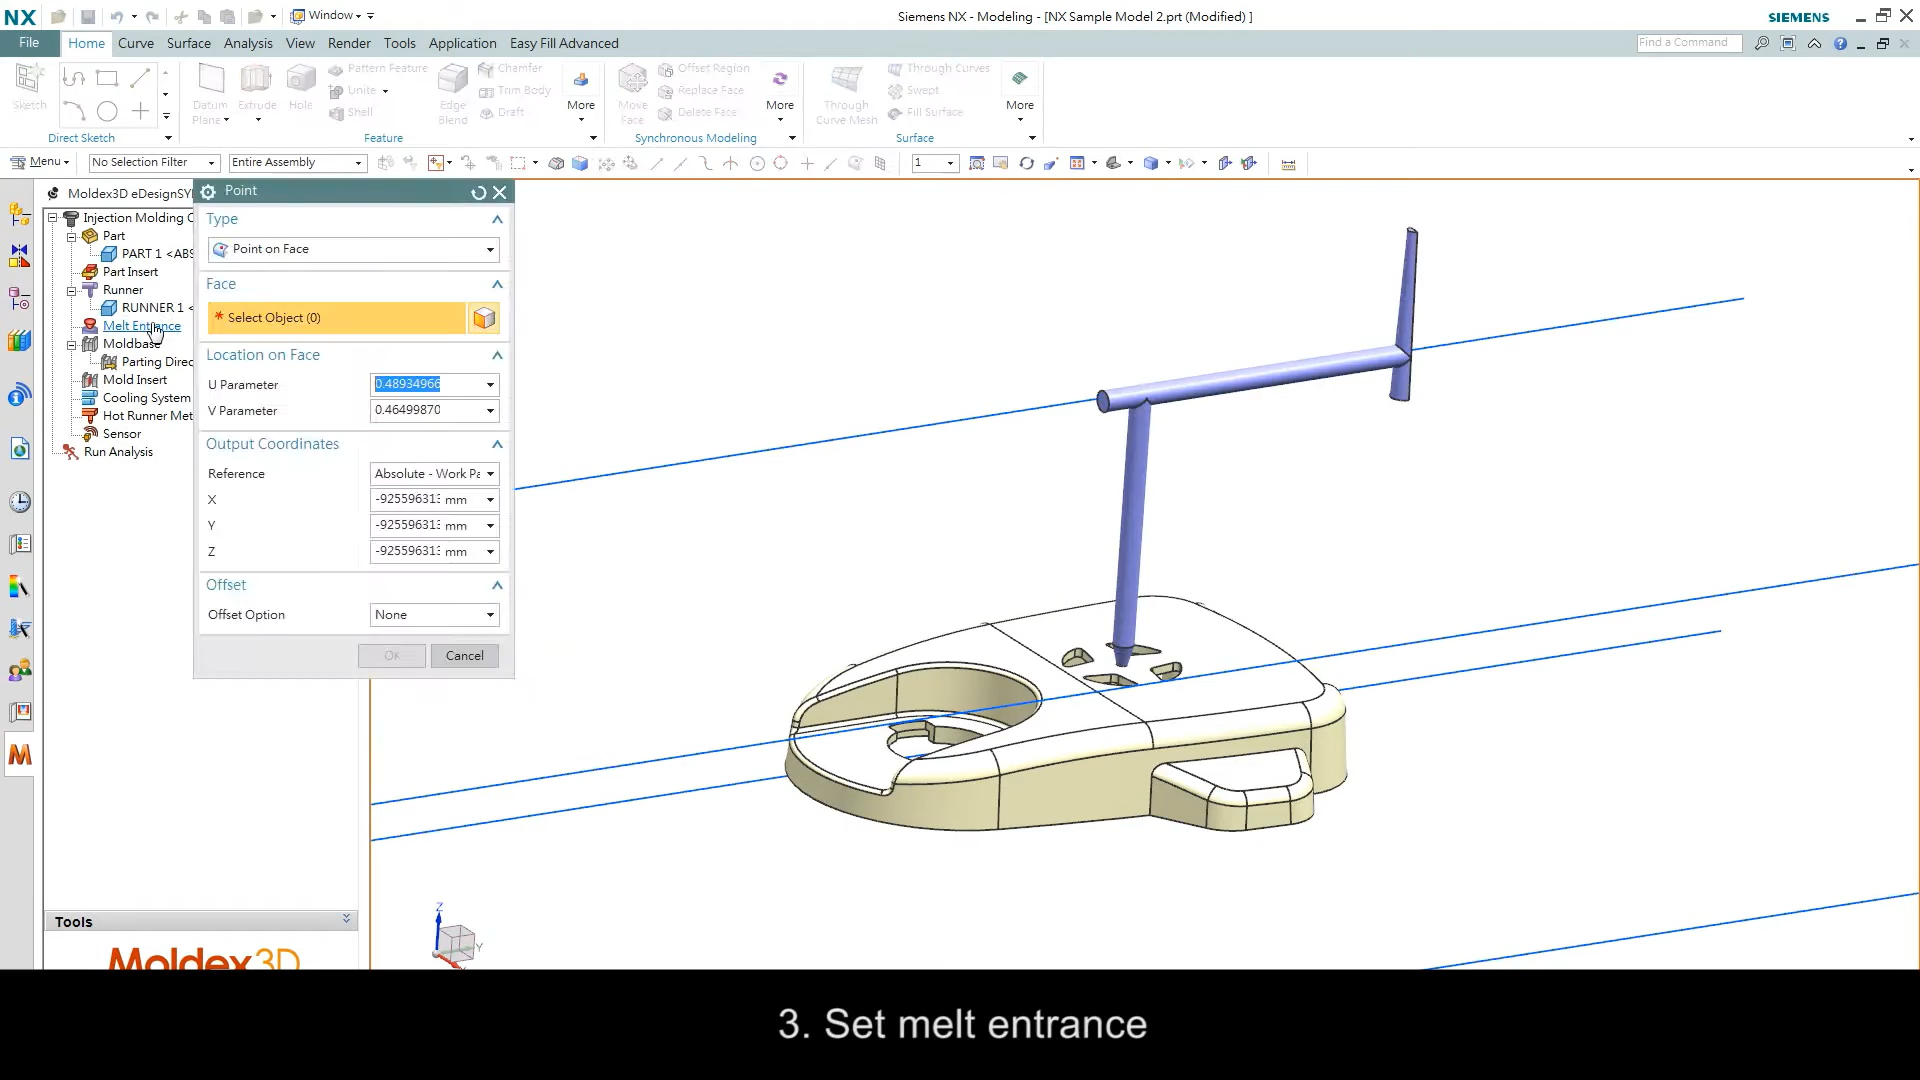 NX
Window
Siemens NX - Modeling - [NX Sample Model 2.prt (Modified) ]
SIEMENS
File
Home
Curve
Surface
Analysis
View
Render
Tools
Application
Easy Fill Advanced
Find a Command
Sketch
Datum Plane
Extrude
Hole
Pattern Feature
Unite
Shell
Edge Blend
Chamfer
Trim Body
Draft
More
Move Face
Offset Region
Replace Face
Delete Face
More
Through Curve Mesh
Through Curves
Swept
Fill Surface
More
Direct Sketch
Feature
Synchronous Modeling
Surface
Menu
No Selection Filter
Entire Assembly
1
Moldex3D eDesignSY
Injection Molding C
Part
PART 1 <ABS
Part Insert
Runner
RUNNER 1 <
Melt Entrance
Moldbase
Parting Direc
Mold Insert
Cooling System
Hot Runner Met
Sensor
Run Analysis
Point
Type
Point on Face
Face
* Select Object (0)
Location on Face
U Parameter
0.48934966
V Parameter
0.46499870
Output Coordinates
Reference
Absolute - Work Pa
X
-925596313 mm
Y
-925596313 mm
Z
-925596313 mm
Offset
Offset Option
None
OK
Cancel
Z
Y
Tools
Moldex3D
M
3. Set melt entrance